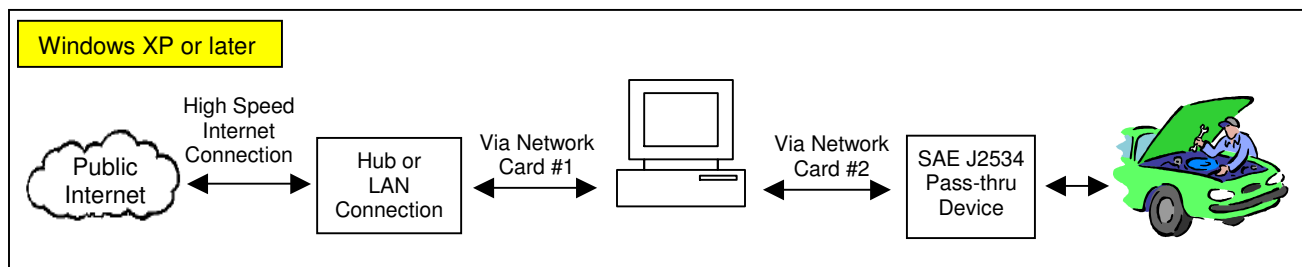 Windows XP or later
High Speed
Internet
Connection
Public
Internet
Hub or
LAN
Connection
Via Network
Card #1
Via Network
Card #2
SAE J2534
Pass-thru
Device